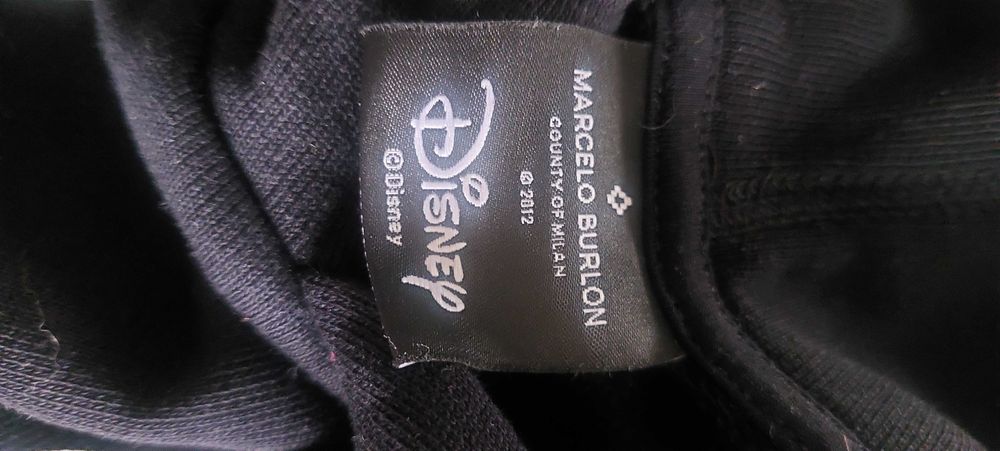 MARCELO BURLON
COUNTY OF MILAN
© 2012
Disney
©Disney